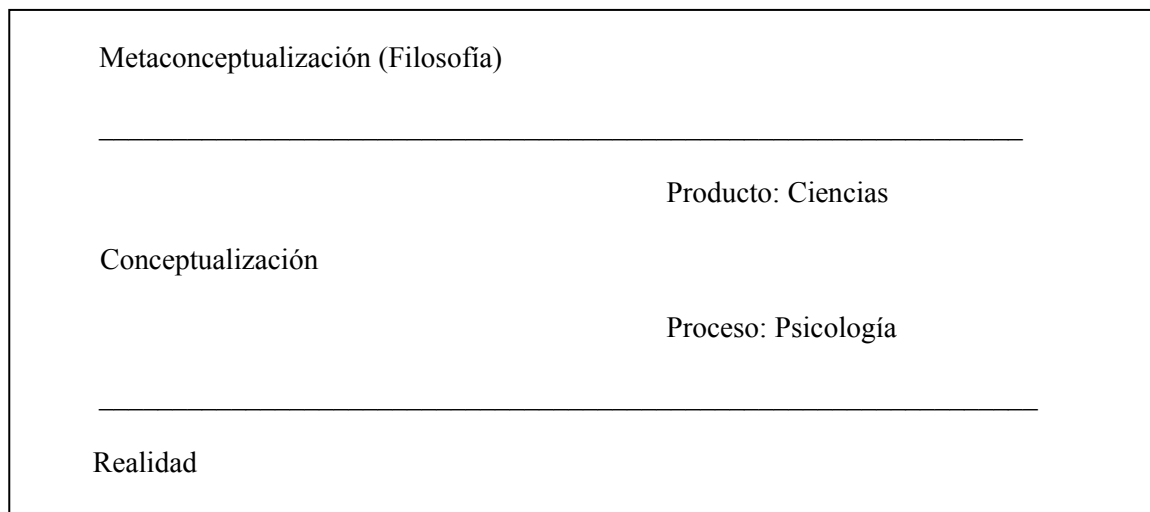 Metaconceptualización (Filosofía)
Producto: Ciencias
Conceptualización
Proceso: Psicología
Realidad